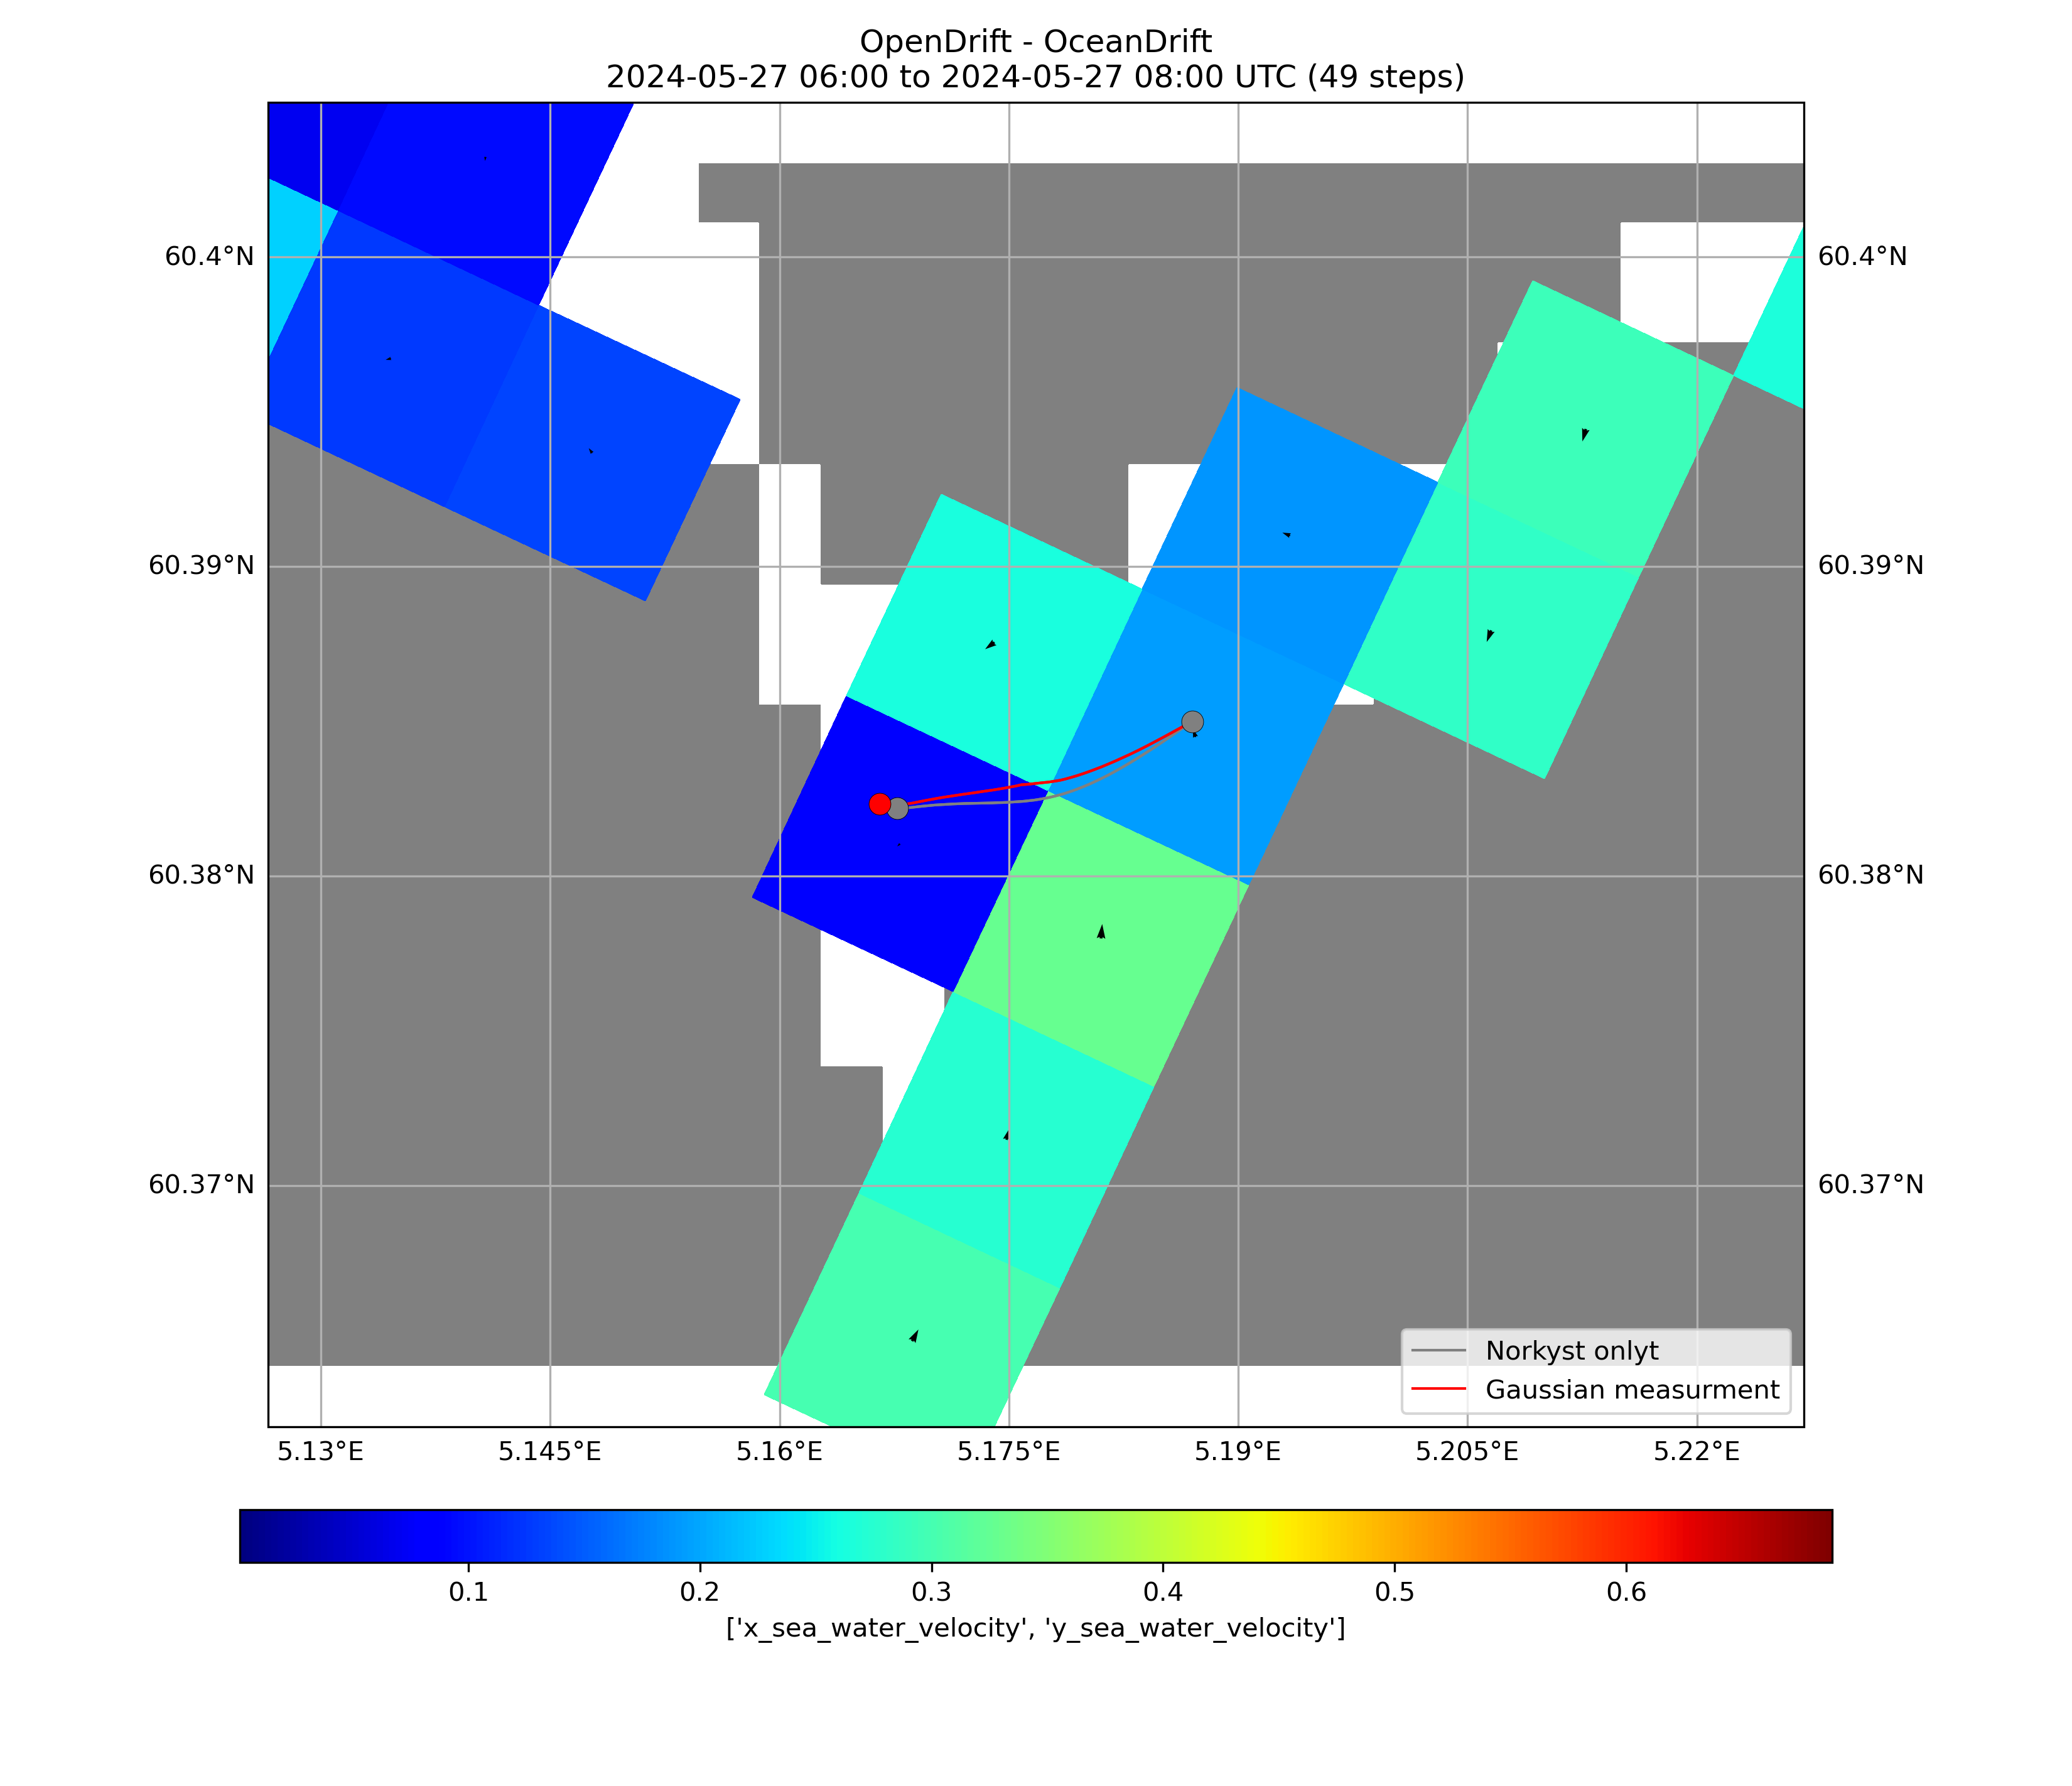 OpenDrift - OceanDrift
2024-05-27 06:00 to 2024-05-27 08:00 UTC (49 steps)
60.4°N
60.4°N
60.39°N
60.39°N
60.38°N
60.38°N
60.37°N
60.37°N
Norkyst onlyt
Gaussian measurment
5.13°E
5.145°E
5.16°E
5.175°E
5.19°E
5.205°E
5.22°E
0.1
0.2
0.3
0.4
0.5
0.6
['x_sea_water_velocity', 'y_sea_water_velocity']